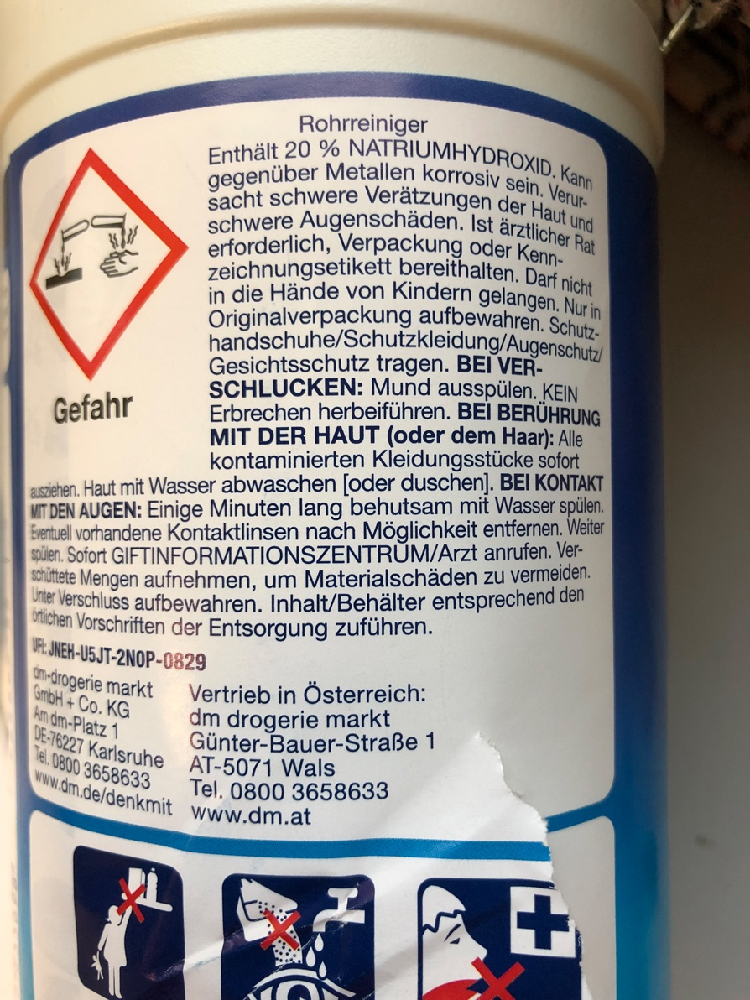 Rohrreiniger
Enthält 20 % NATRIUMHYDROXID. Kann
gegenüber Metallen korrosiv sein. Verur-
sacht schwere Verätzungen der Haut und
schwere Augenschäden. Ist ärztlicher Rat
erforderlich, Verpackung oder Kenn-
zeichnungsetikett bereithalten. Darf nicht
in die Hände von Kindern gelangen. Nur in
Originalverpackung aufbewahren. Schutz-
handschuhe/Schutzkleidung/Augenschutz/
Gesichtsschutz tragen. BEI VER-
SCHLUCKEN: Mund ausspülen. KEIN
Erbrechen herbeiführen. BEI BERÜHRUNG
MIT DER HAUT (oder dem Haar): Alle
kontaminierten Kleidungsstücke sofort
ausziehen. Haut mit Wasser abwaschen [oder duschen]. BEI KONTAKT
MIT DEN AUGEN: Einige Minuten lang behutsam mit Wasser spülen.
Eventuell vorhandene Kontaktlinsen nach Möglichkeit entfernen. Weiter
spülen. Sofort GIFTINFORMATIONSZENTRUM/Arzt anrufen. Ver-
schüttete Mengen aufnehmen, um Materialschäden zu vermeiden.
Unter Verschluss aufbewahren. Inhalt/Behälter entsprechend den
örtlichen Vorschriften der Entsorgung zuführen.
Gefahr
UFI: JNEH-U5JT-2N0P-0829
dm-drogerie markt
GmbH + Co. KG
Am dm-Platz 1
DE-76227 Karlsruhe
Tel. 0800 3658633
www.dm.de/denkmit
Vertrieb in Österreich:
dm drogerie markt
Günter-Bauer-Straße 1
AT-5071 Wals
Tel. 0800 3658633
www.dm.at